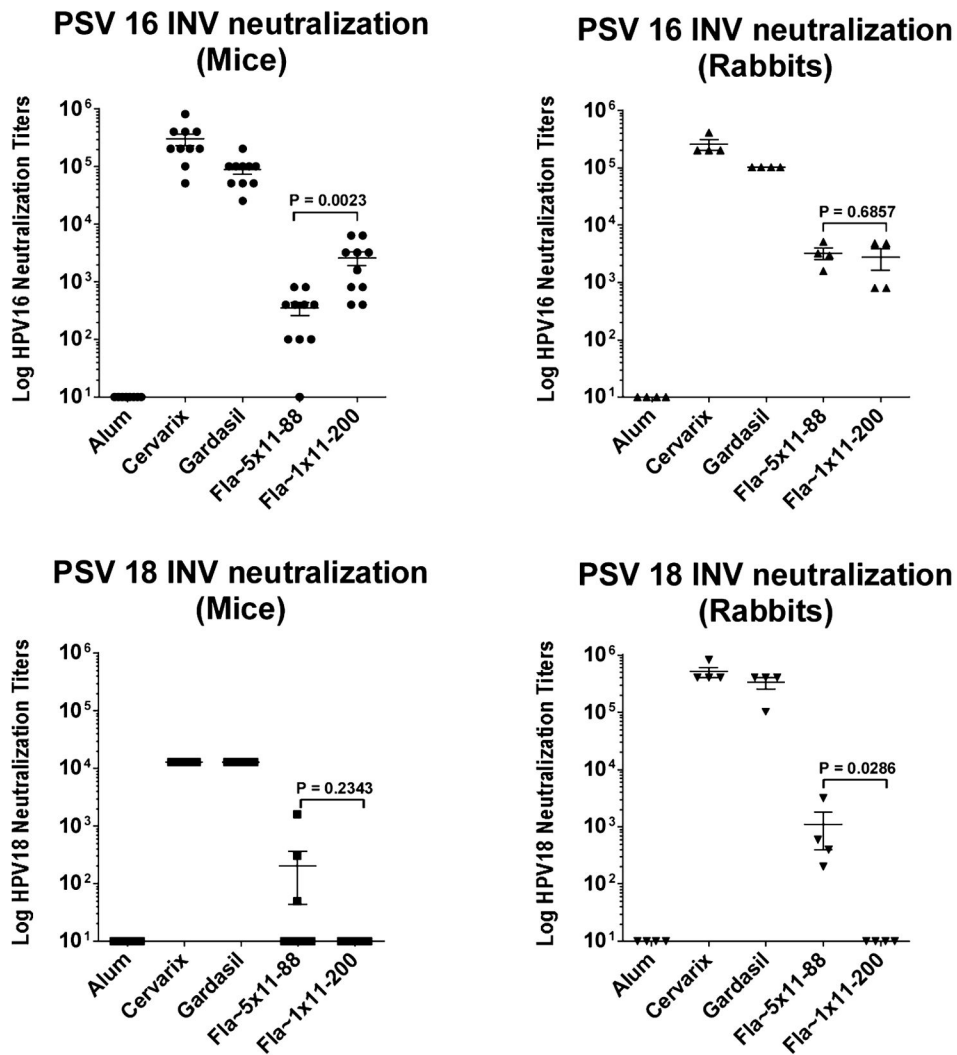 PSV 16 INV neutralization
(Mice)
Log HPV16 Neutralization Titers
10^6
10^5
10^4
10^3
10^2
10^1
P = 0.0023
Alum
Cervarix
Gardasil
Fla~5x11-88
Fla~1x11-200
PSV 16 INV neutralization
(Rabbits)
Log HPV16 Neutralization Titers
10^6
10^5
10^4
10^3
10^2
10^1
P = 0.6857
Alum
Cervarix
Gardasil
Fla~5x11-88
Fla~1x11-200
PSV 18 INV neutralization
(Mice)
Log HPV18 Neutralization Titers
10^6
10^5
10^4
10^3
10^2
10^1
P = 0.2343
Alum
Cervarix
Gardasil
Fla~5x11-88
Fla~1x11-200
PSV 18 INV neutralization
(Rabbits)
Log HPV18 Neutralization Titers
10^6
10^5
10^4
10^3
10^2
10^1
P = 0.0286
Alum
Cervarix
Gardasil
Fla~5x11-88
Fla~1x11-200